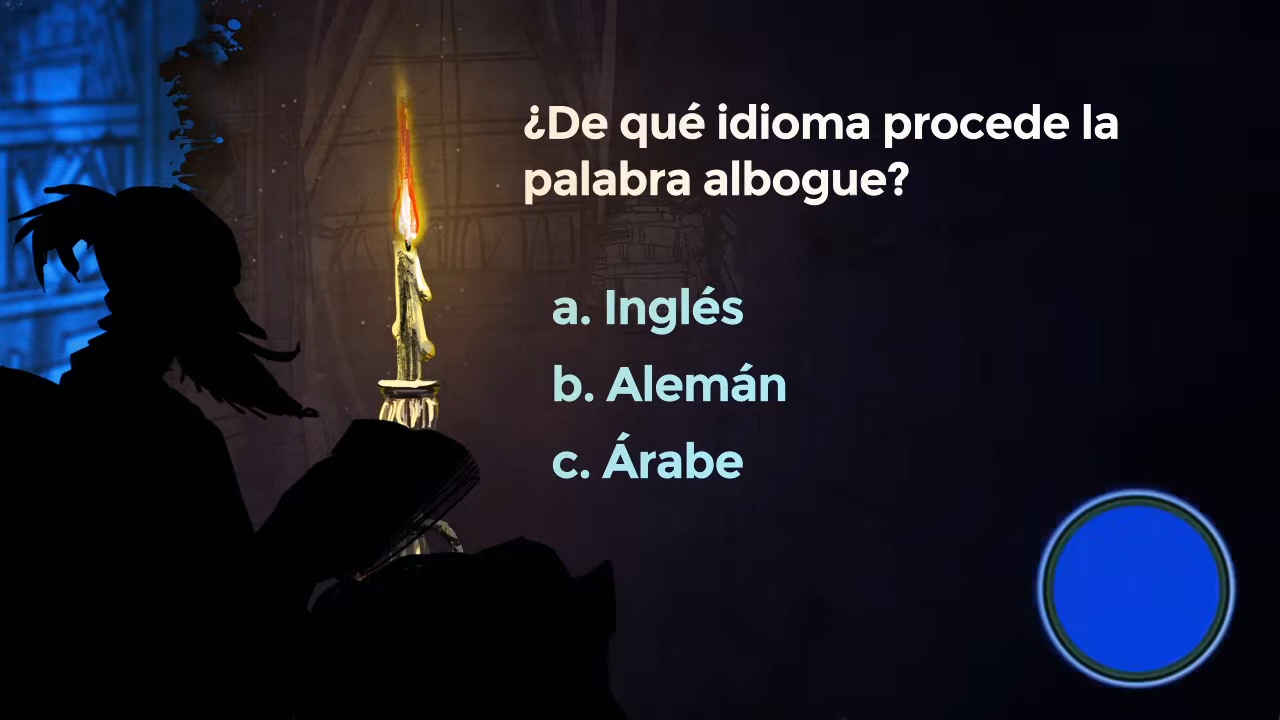 ¿De qué idioma procede la
palabra albogue?
a. Inglés
b. Alemán
c. Árabe